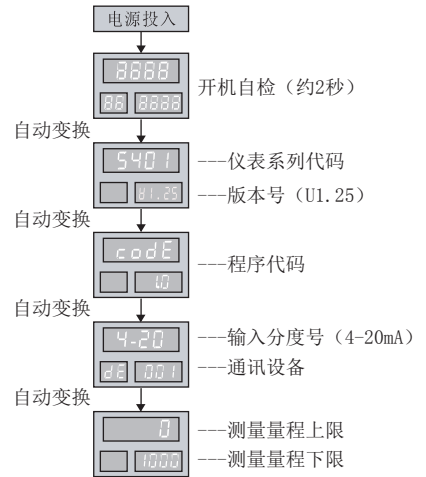 电源投入
8888
88 8888
开机自检（约2秒）
自动变换
S401
---仪表系列代码
U1.25
---版本号（U1.25）
自动变换
codE
---程序代码
1.0
自动变换
4-20
---输入分度号（4-20mA）
dE 001
---通讯设备
自动变换
0
---测量量程上限
1000
---测量量程下限